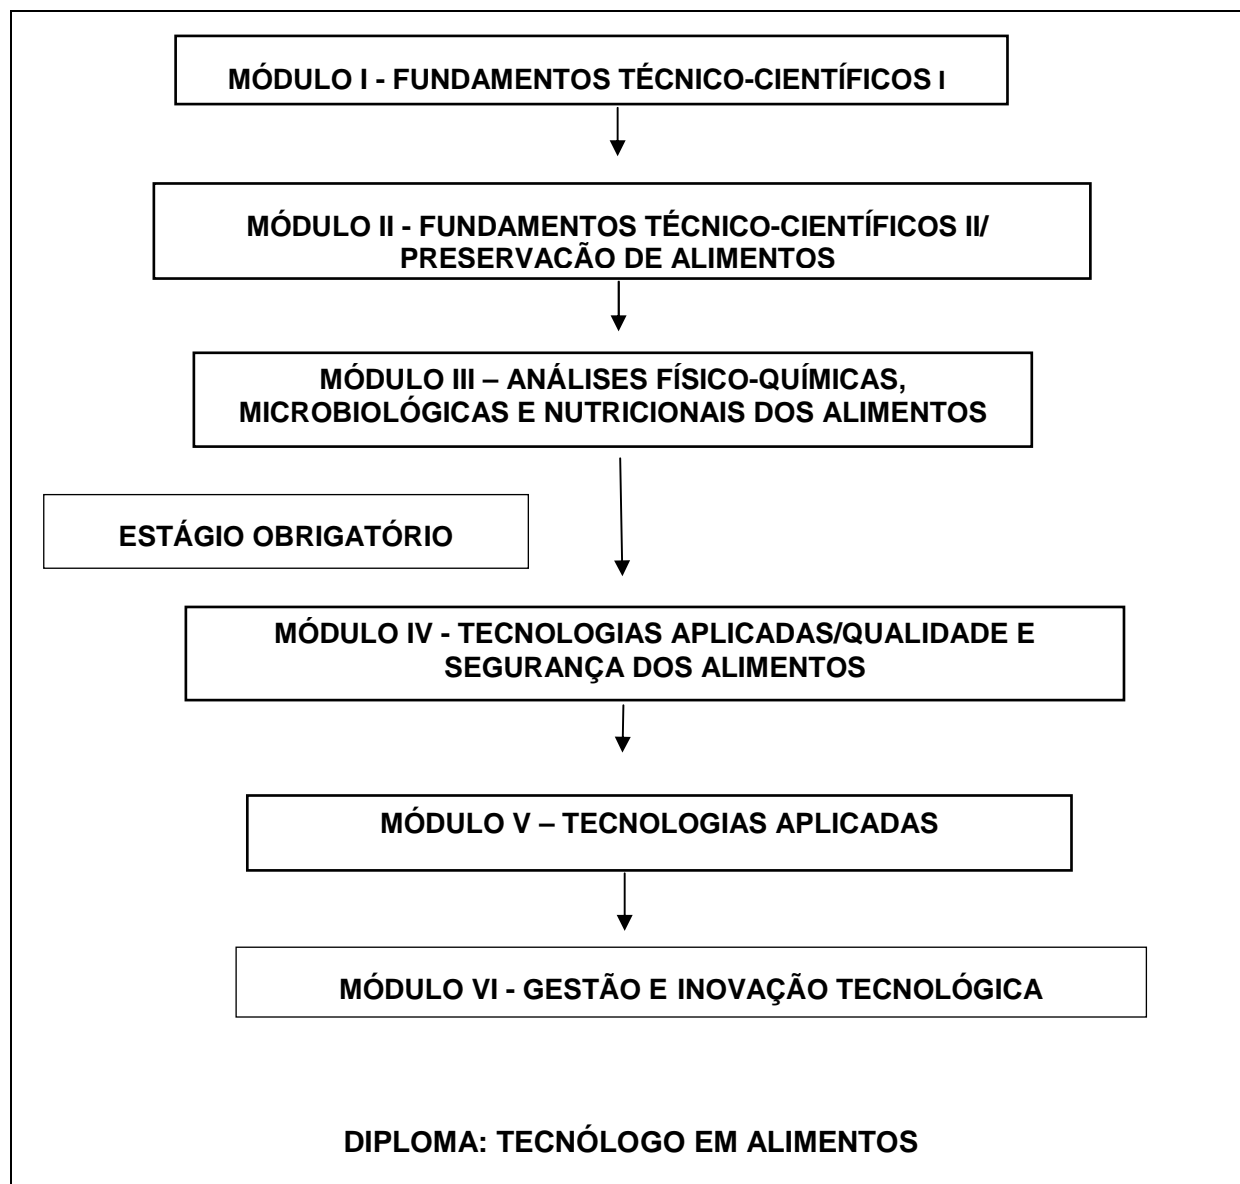 MÓDULO I - FUNDAMENTOS TÉCNICO-CIENTÍFICOS I
MÓDULO II - FUNDAMENTOS TÉCNICO-CIENTÍFICOS II/
PRESERVACÃO DE ALIMENTOS
MÓDULO III – ANÁLISES FÍSICO-QUÍMICAS,
MICROBIOLÓGICAS E NUTRICIONAIS DOS ALIMENTOS
ESTÁGIO OBRIGATÓRIO
MÓDULO IV - TECNOLOGIAS APLICADAS/QUALIDADE E
SEGURANÇA DOS ALIMENTOS
MÓDULO V – TECNOLOGIAS APLICADAS
MÓDULO VI - GESTÃO E INOVAÇÃO TECNOLÓGICA
DIPLOMA: TECNÓLOGO EM ALIMENTOS